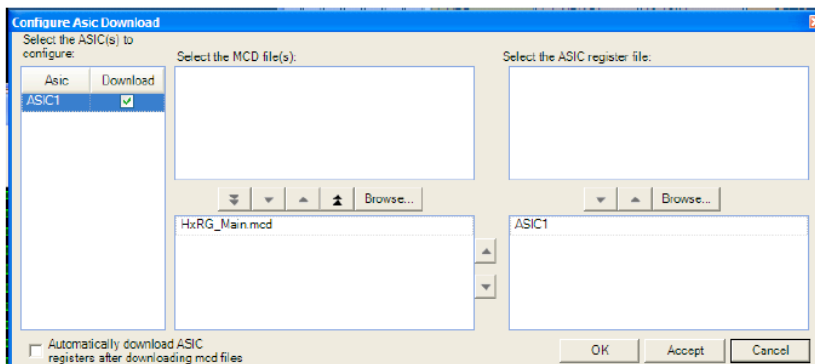 Configure Asic Download
Select the ASIC(s) to
configure:
Select the MCD file(s):
Select the ASIC register file:
Asic Download
ASIC1
Browse...
Browse...
HxRG_Main.mcd
ASIC1
Automatically download ASIC
registers after downloading mcd files
OK Accept Cancel